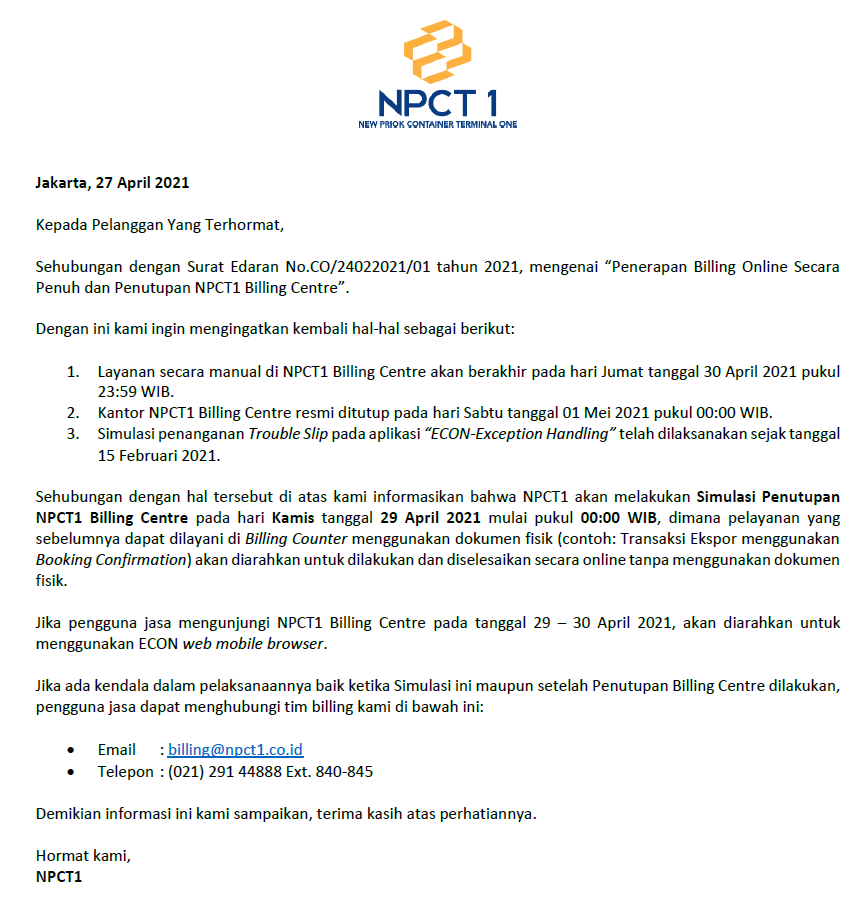 NPCT 1
NEW PRIOK CONTAINER TERMINAL ONE
Jakarta, 27 April 2021
Kepada Pelanggan Yang Terhormat,
Sehubungan dengan Surat Edaran No.CO/24022021/01 tahun 2021, mengenai “Penerapan Billing Online Secara
Penuh dan Penutupan NPCT1 Billing Centre”.
Dengan ini kami ingin mengingatkan kembali hal-hal sebagai berikut:
1. Layanan secara manual di NPCT1 Billing Centre akan berakhir pada hari Jumat tanggal 30 April 2021 pukul
23:59 WIB.
2. Kantor NPCT1 Billing Centre resmi ditutup pada hari Sabtu tanggal 01 Mei 2021 pukul 00:00 WIB.
3. Simulasi penanganan Trouble Slip pada aplikasi “ECON-Exception Handling” telah dilaksanakan sejak tanggal
15 Februari 2021.
Sehubungan dengan hal tersebut di atas kami informasikan bahwa NPCT1 akan melakukan Simulasi Penutupan
NPCT1 Billing Centre pada hari Kamis tanggal 29 April 2021 mulai pukul 00:00 WIB, dimana pelayanan yang
sebelumnya dapat dilayani di Billing Counter menggunakan dokumen fisik (contoh: Transaksi Ekspor menggunakan
Booking Confirmation) akan diarahkan untuk dilakukan dan diselesaikan secara online tanpa menggunakan dokumen
fisik.
Jika pengguna jasa mengunjungi NPCT1 Billing Centre pada tanggal 29 – 30 April 2021, akan diarahkan untuk
menggunakan ECON web mobile browser.
Jika ada kendala dalam pelaksanaannya baik ketika Simulasi ini maupun setelah Penutupan Billing Centre dilakukan,
pengguna jasa dapat menghubungi tim billing kami di bawah ini:
• Email : billing@npct1.co.id
• Telepon : (021) 291 44888 Ext. 840-845
Demikian informasi ini kami sampaikan, terima kasih atas perhatiannya.
Hormat kami,
NPCT1